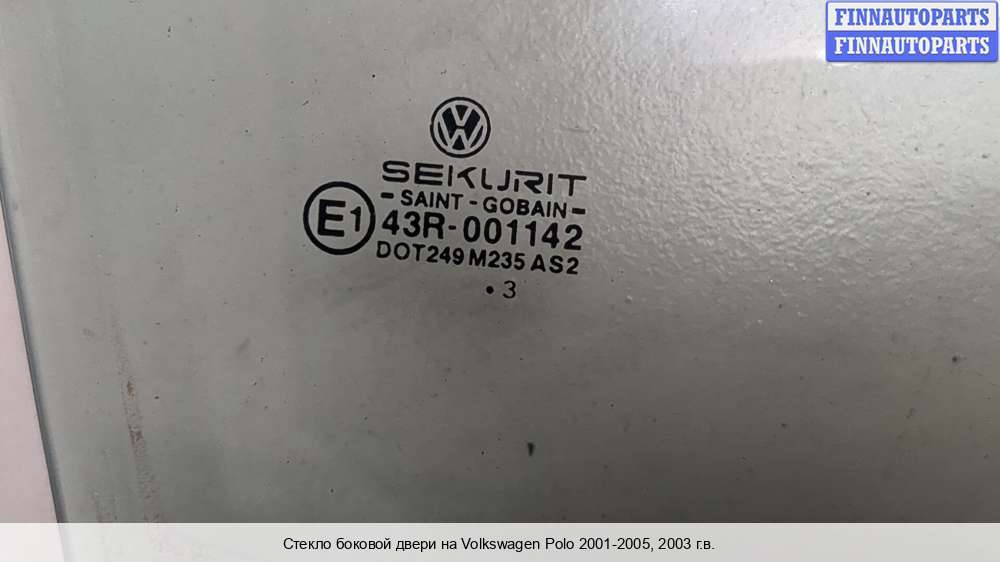 FINNAUTOPARTS
FINNAUTOPARTS
SEKURIT
- SAINT - GOBAIN -
E1
43R-001142
DOT249 M235 AS2
• 3
Стекло боковой двери на Volkswagen Polo 2001-2005, 2003 г.в.